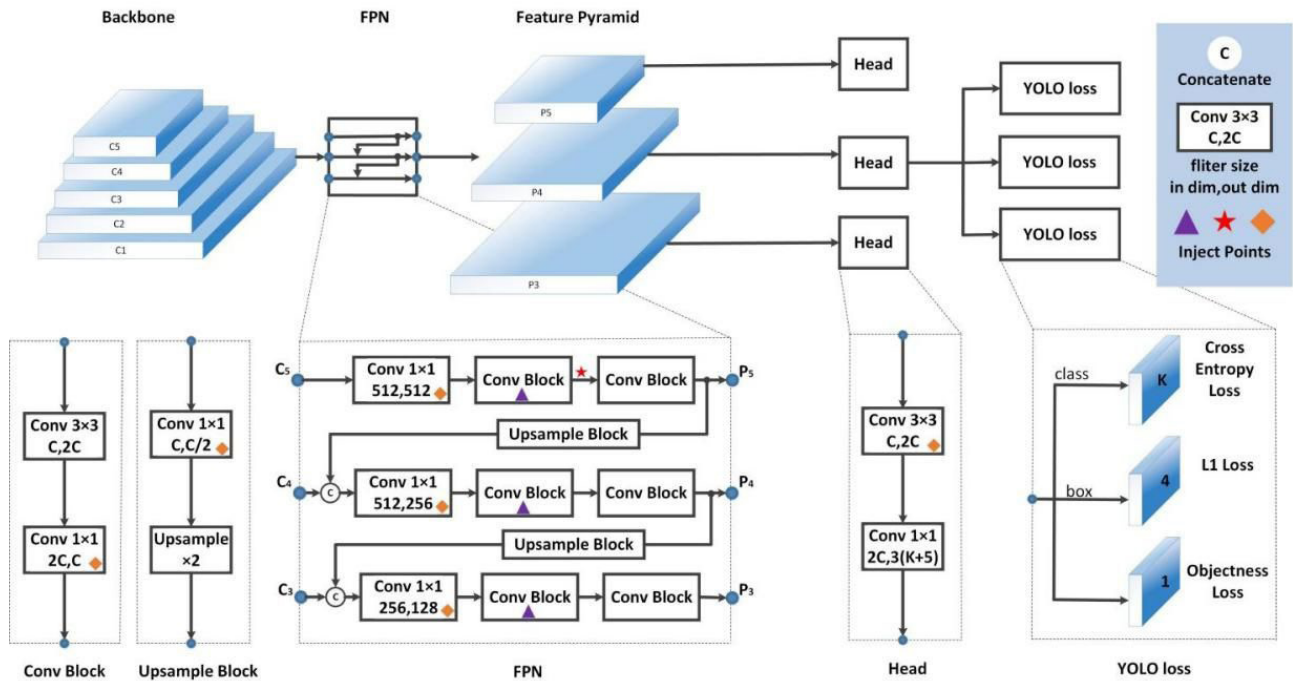 Backbone
FPN
Feature Pyramid
C5
C4
C3
C2
C1
P5
P4
P3
Head
Head
Head
YOLO loss
YOLO loss
YOLO loss
C
Concatenate
Conv 3×3
C,2C
fliter size
in dim,out dim
Inject Points
Conv 3×3
C,2C
Conv 1×1
2C,C
Conv Block
Conv 1×1
C,C/2
Upsample
×2
Upsample Block
C5
Conv 1×1
512,512
Conv Block
Conv Block
P5
Upsample Block
C4
C
Conv 1×1
512,256
Conv Block
Conv Block
P4
Upsample Block
C3
C
Conv 1×1
256,128
Conv Block
Conv Block
P3
FPN
Conv 3×3
C,2C
Conv 1×1
2C,3(K+5)
Head
class
K
Cross
Entropy
Loss
box
4
L1 Loss
1
Objectness
Loss
YOLO loss